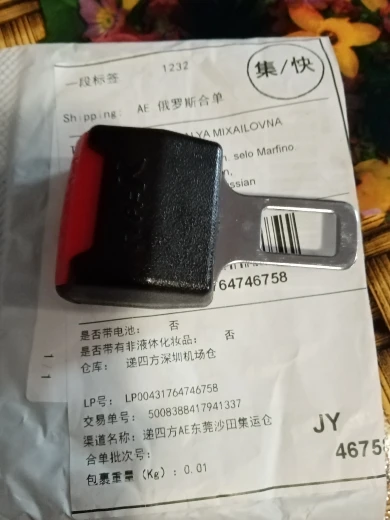 一段标签 1232
集/快
Shipping: AE 俄罗斯合单
LYA MIXAILOVNA
selo Marfino
ssian
64746758
是否带电池: 否
是否带有非液体化妆品: 否
仓库: 递四方深圳机场仓
1/1
LP号: LP00431764746758
交易单号: 5008388417941337
渠道名称: 递四方AE东莞沙田集运仓
合单批次号:
包裹重量(Kg): 0.01
JY
4675